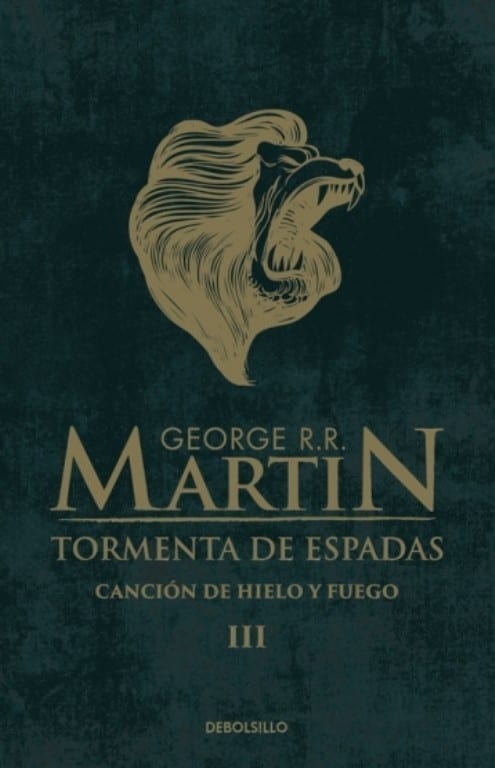 GEORGE R.R.
MARTIN
TORMENTA DE ESPADAS
CANCIÓN DE HIELO Y FUEGO
III
DEBOLSILLO